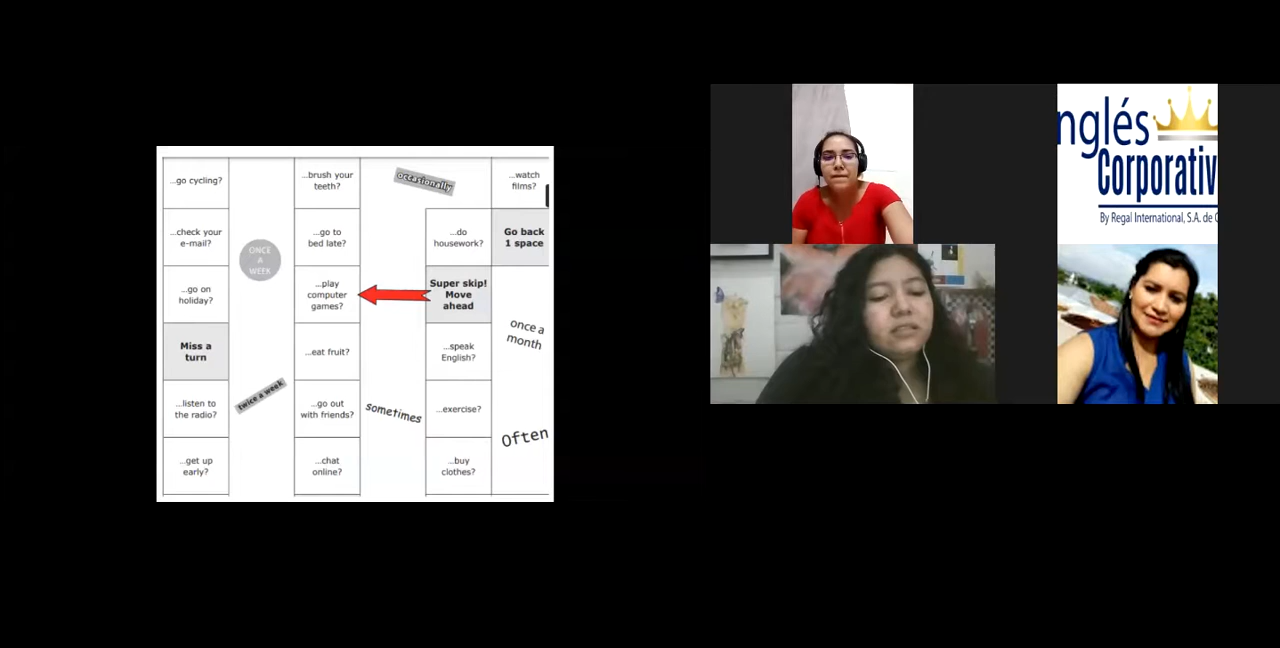 ...go cycling?
...check your
e-mail?
...go on
holiday?
Miss a
turn
...listen to
the radio?
...get up
early?
ONCE
A
WEEK
twice a week
...brush your
teeth?
...go to
bed late?
...play
computer
games?
...eat fruit?
...go out
with friends?
...chat
online?
occasionally
sometimes
...do
housework?
Super skip!
Move
ahead
...speak
English?
...exercise?
...buy
clothes?
...watch
films?
Go back
1 space
once a
month
Often
nglés
Corporativ
By Regal International, S.A. de C